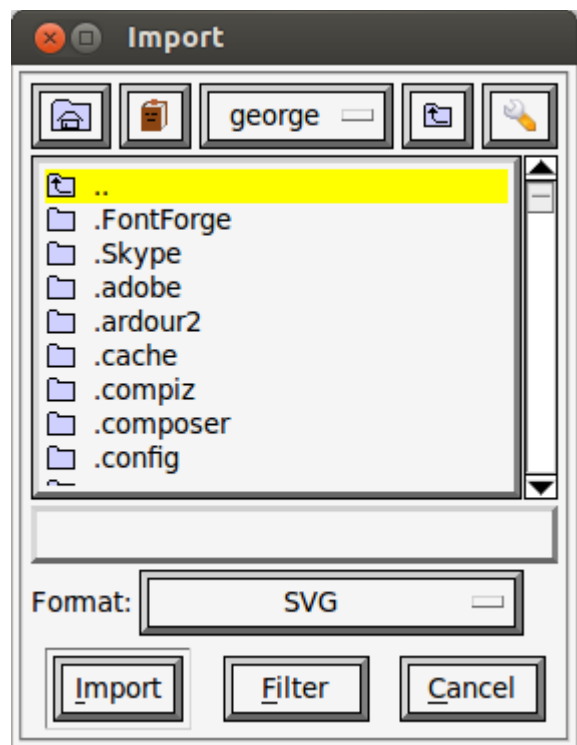 Import
george
..
.FontForge
.Skype
.adobe
.ardour2
.cache
.compiz
.composer
.config
Format: SVG
Import Filter Cancel